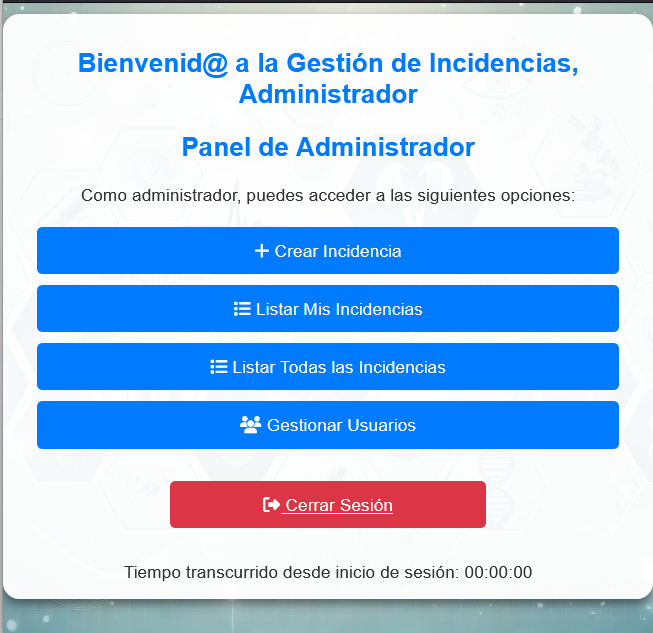 Bienvenid@ a la Gestión de Incidencias,
Administrador
Panel de Administrador
Como administrador, puedes acceder a las siguientes opciones:
Crear Incidencia
Listar Mis Incidencias
Listar Todas las Incidencias
Gestionar Usuarios
Cerrar Sesión
Tiempo transcurrido desde inicio de sesión: 00:00:00